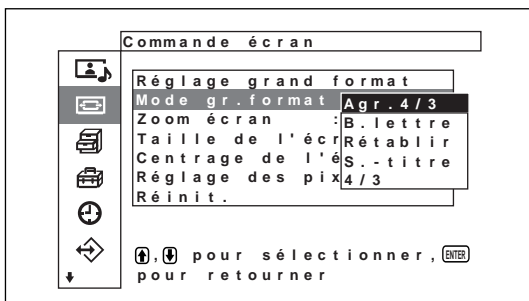 Commande écran
Réglage grand format
Mode gr.format
Agr.4/3
Zoom écran :
B.lettre
Taille de l'écr
Rétablir
Centrage de l'é
S.-titre
Réglage des pix
4/3
Réinit.
, pour sélectionner, ENTER
pour retourner